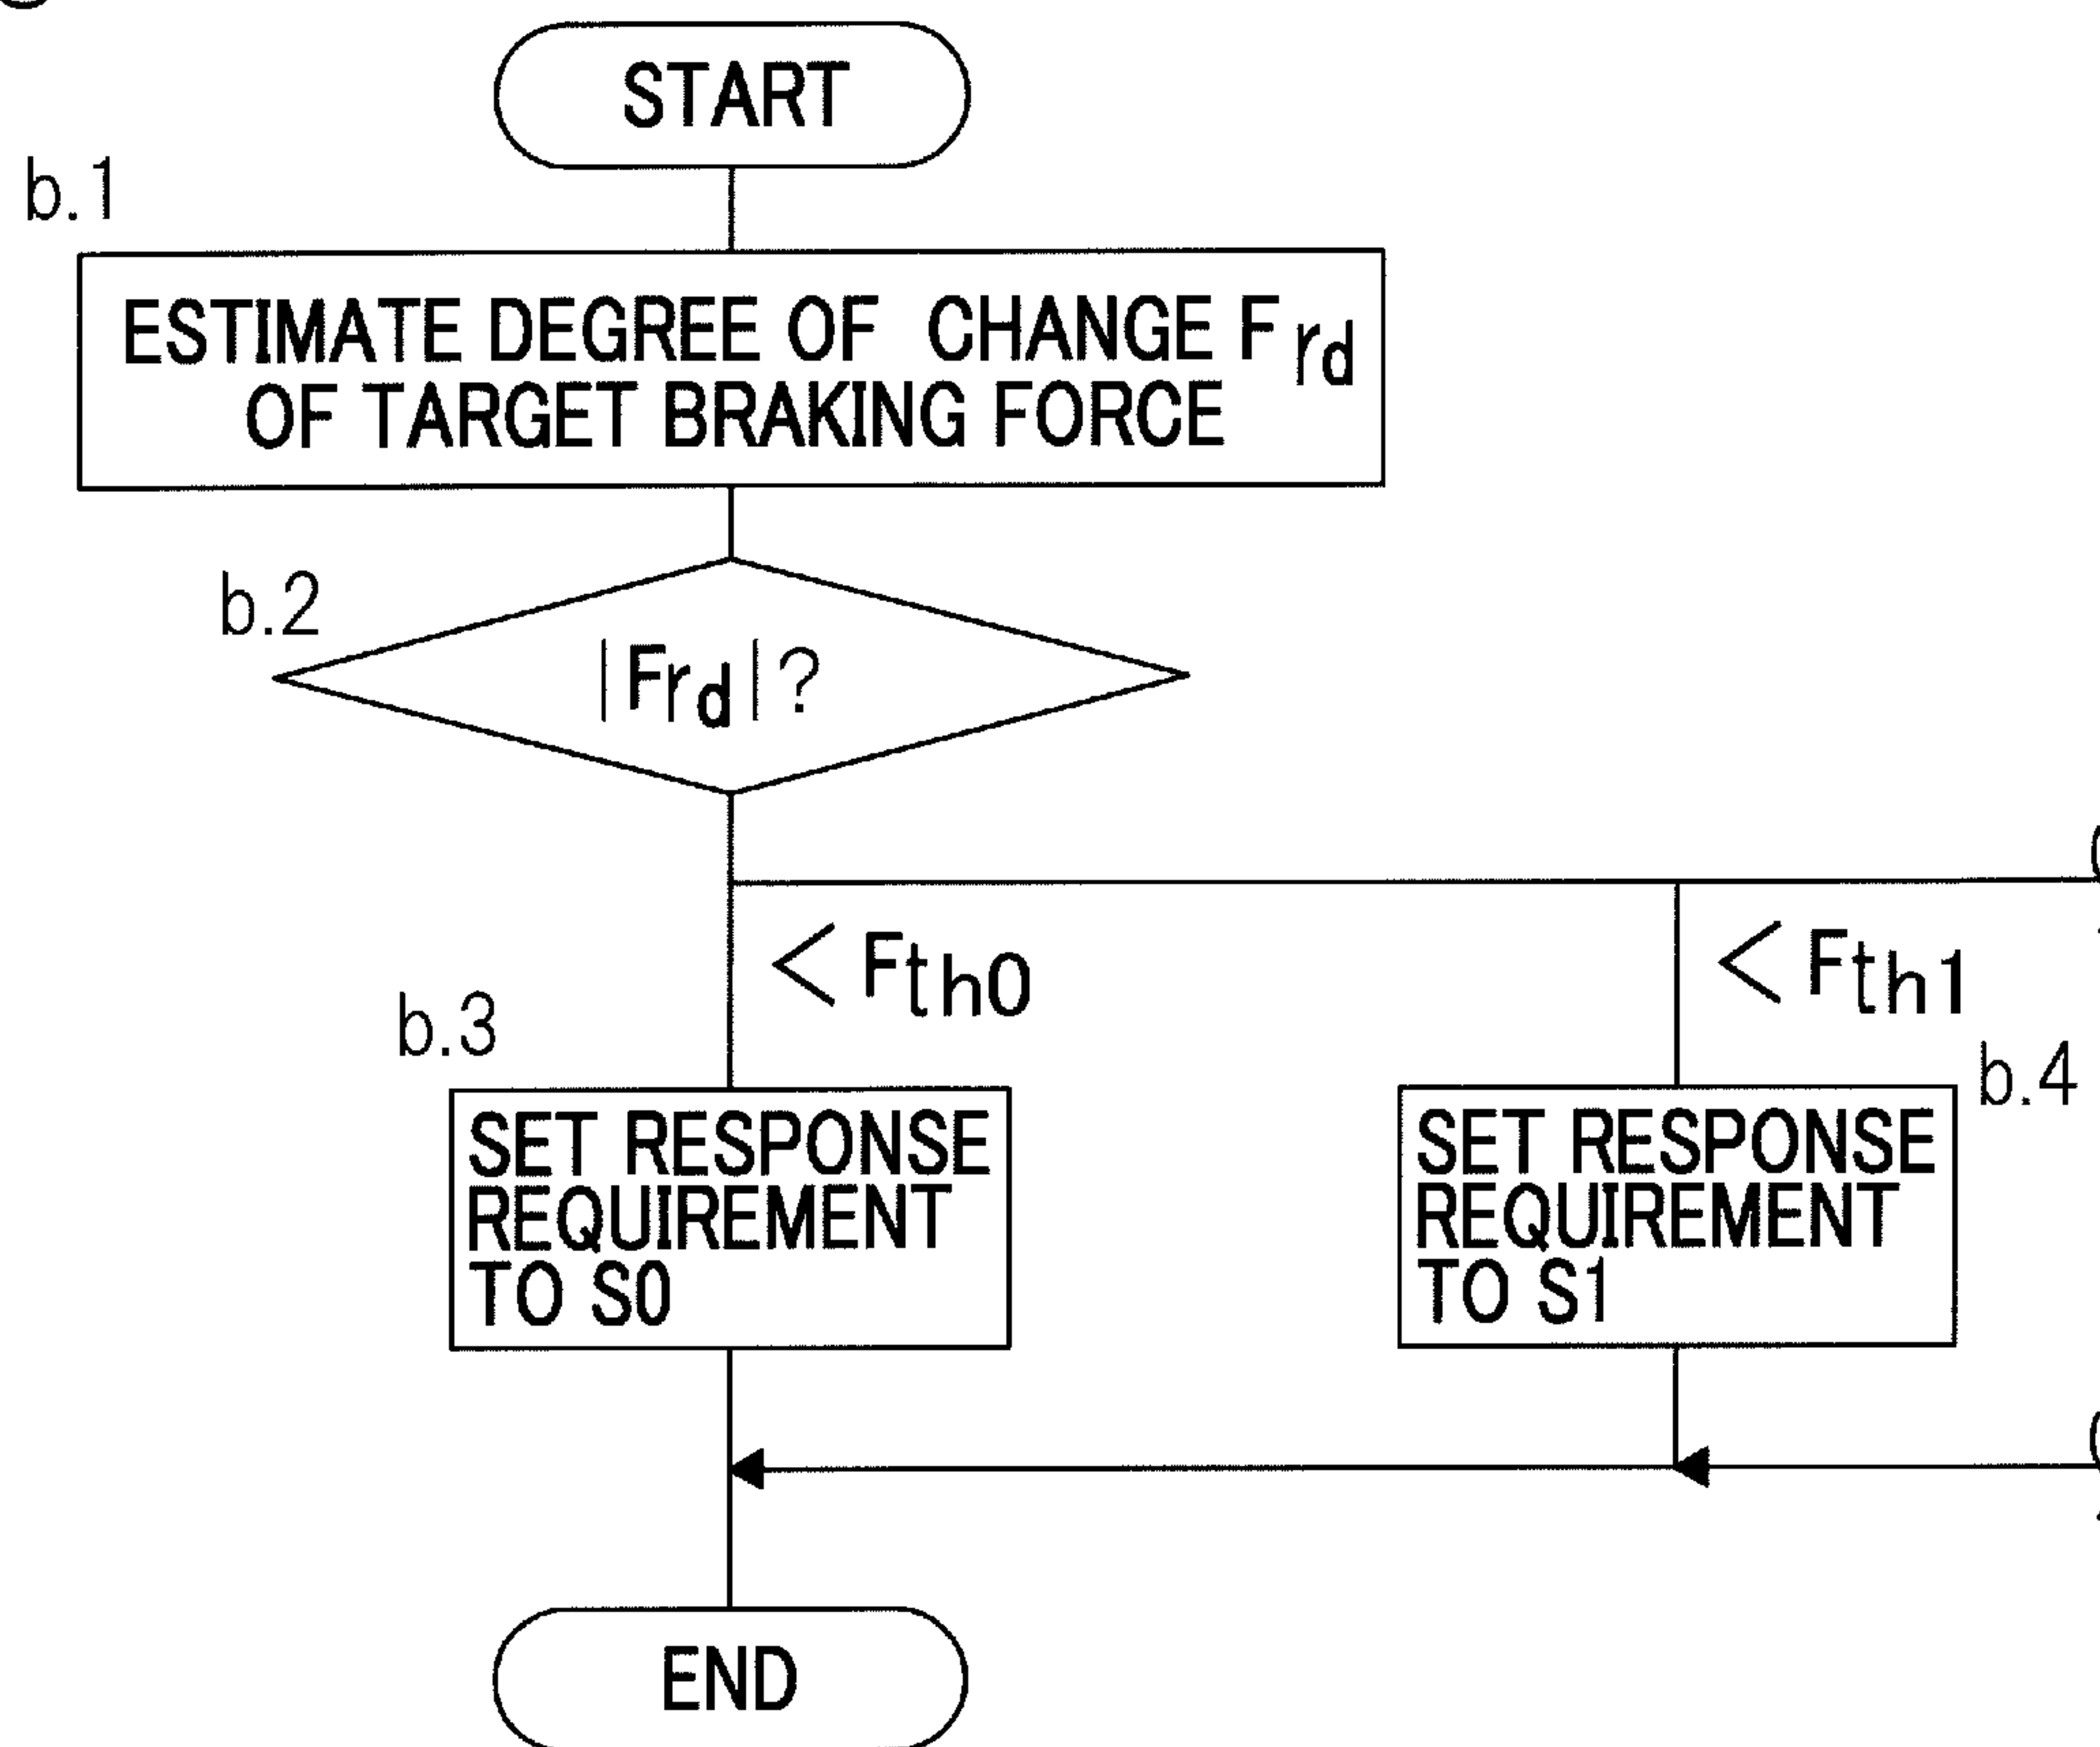 START
b.1
ESTIMATE DEGREE OF CHANGE Frd
OF TARGET BRAKING FORCE
b.2
|Frd|?
< Fth0
< Fth1
b.3
b.4
SET RESPONSE
REQUIREMENT
TO S0
SET RESPONSE
REQUIREMENT
TO S1
END